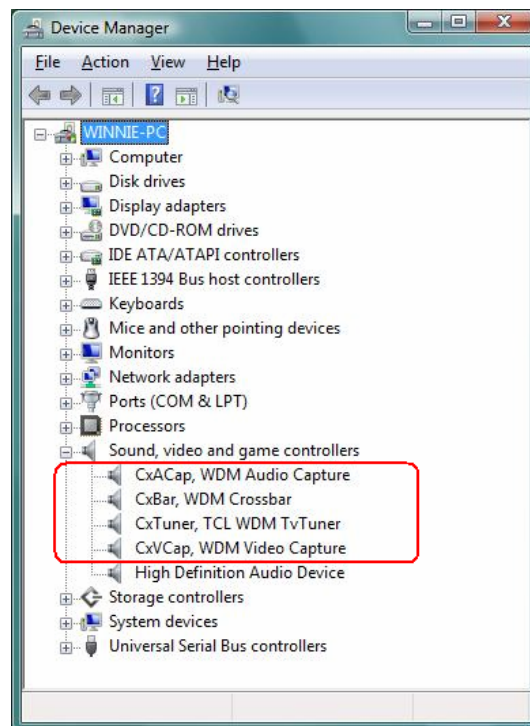 Device Manager
File Action View Help
WINNIE-PC
Computer
Disk drives
Display adapters
DVD/CD-ROM drives
IDE ATA/ATAPI controllers
IEEE 1394 Bus host controllers
Keyboards
Mice and other pointing devices
Monitors
Network adapters
Ports (COM & LPT)
Processors
Sound, video and game controllers
CxACap, WDM Audio Capture
CxBar, WDM Crossbar
CxTuner, TCL WDM TvTuner
CxVCap, WDM Video Capture
High Definition Audio Device
Storage controllers
System devices
Universal Serial Bus controllers